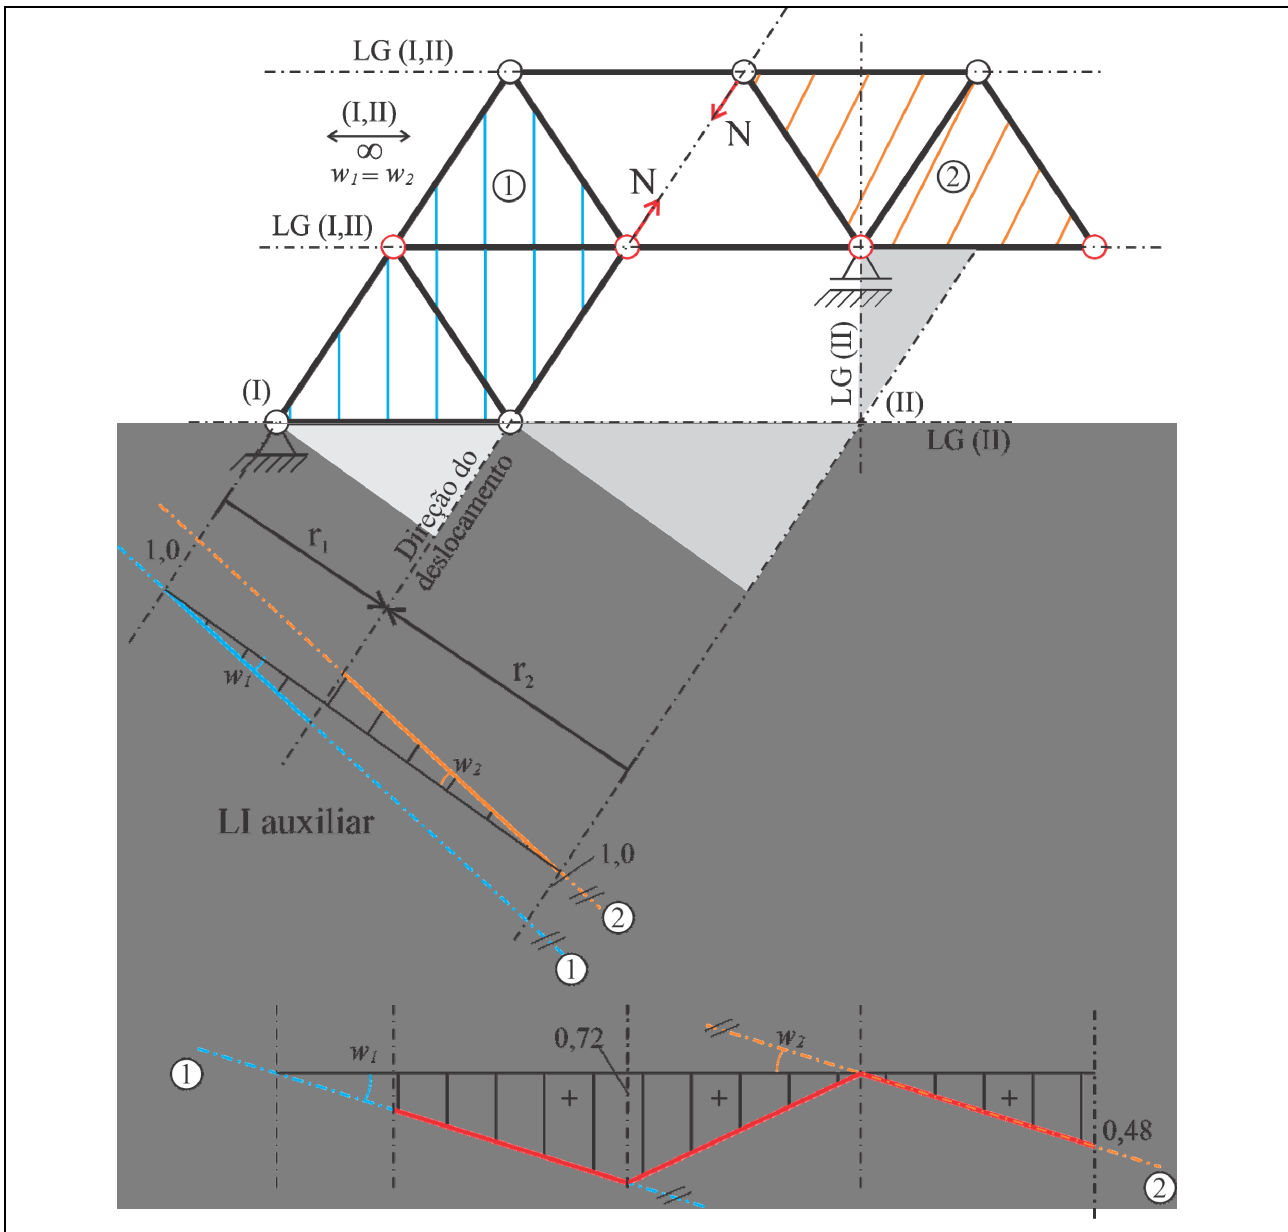 LG (I,II)
(I,II)
∞
w₁= w₂
N
N
1
2
LG (I,II)
LG (II)
(I)
(II)
LG (II)
Direção do
deslocamento
r₁
1,0
w₁
r₂
w₂
LI auxiliar
1,0
2
1
0,72
w₁
w₂
1
+
+
+
0,48
2